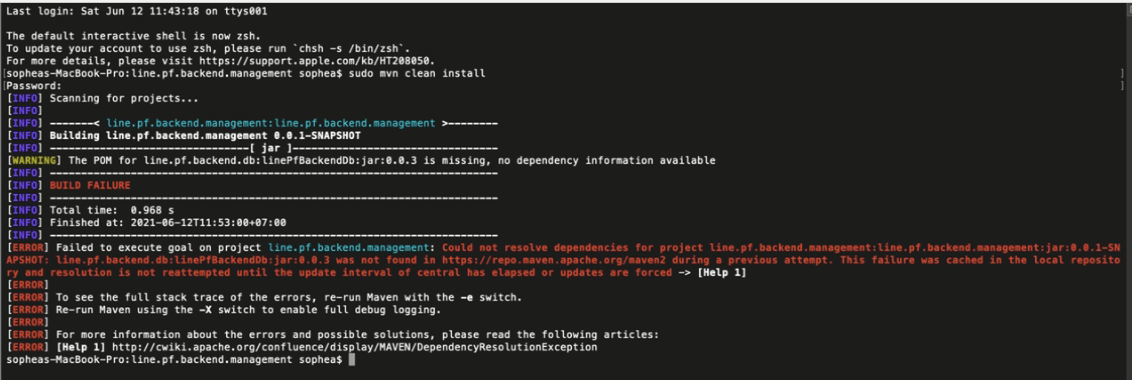 Last login: Sat Jun 12 11:43:18 on ttys001
The default interactive shell is now zsh.
To update your account to use zsh, please run `chsh -s /bin/zsh`.
For more details, please visit https://support.apple.com/kb/HT208050.
[sopheas-MacBook-Pro:line.pf.backend.management sophea$ sudo mvn clean install ]
[Password: ]
[INFO] Scanning for projects...
[INFO]
[INFO] -------< line.pf.backend.management:line.pf.backend.management >--------
[INFO] Building line.pf.backend.management 0.0.1-SNAPSHOT
[INFO] --------------------------------[ jar ]---------------------------------
[WARNING] The POM for line.pf.backend.db:linePfBackendDb:jar:0.0.3 is missing, no dependency information available
[INFO] ------------------------------------------------------------------------
[INFO] BUILD FAILURE
[INFO] ------------------------------------------------------------------------
[INFO] Total time:  0.968 s
[INFO] Finished at: 2021-06-12T11:53:00+07:00
[INFO] ------------------------------------------------------------------------
[ERROR] Failed to execute goal on project line.pf.backend.management: Could not resolve dependencies for project line.pf.backend.management:line.pf.backend.management:jar:0.0.1-SN
APSHOT: line.pf.backend.db:linePfBackendDb:jar:0.0.3 was not found in https://repo.maven.apache.org/maven2 during a previous attempt. This failure was cached in the local reposito
ry and resolution is not reattempted until the update interval of central has elapsed or updates are forced -> [Help 1]
[ERROR]
[ERROR] To see the full stack trace of the errors, re-run Maven with the -e switch.
[ERROR] Re-run Maven using the -X switch to enable full debug logging.
[ERROR]
[ERROR] For more information about the errors and possible solutions, please read the following articles:
[ERROR] [Help 1] http://cwiki.apache.org/confluence/display/MAVEN/DependencyResolutionException
sopheas-MacBook-Pro:line.pf.backend.management sophea$